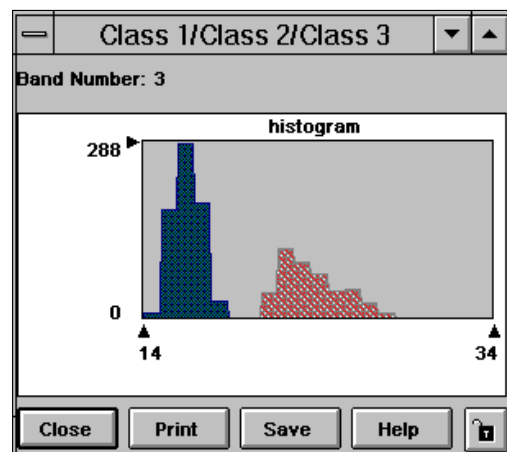 Class 1/Class 2/Class 3
Band Number: 3
histogram
288
0
14
34
Close
Print
Save
Help